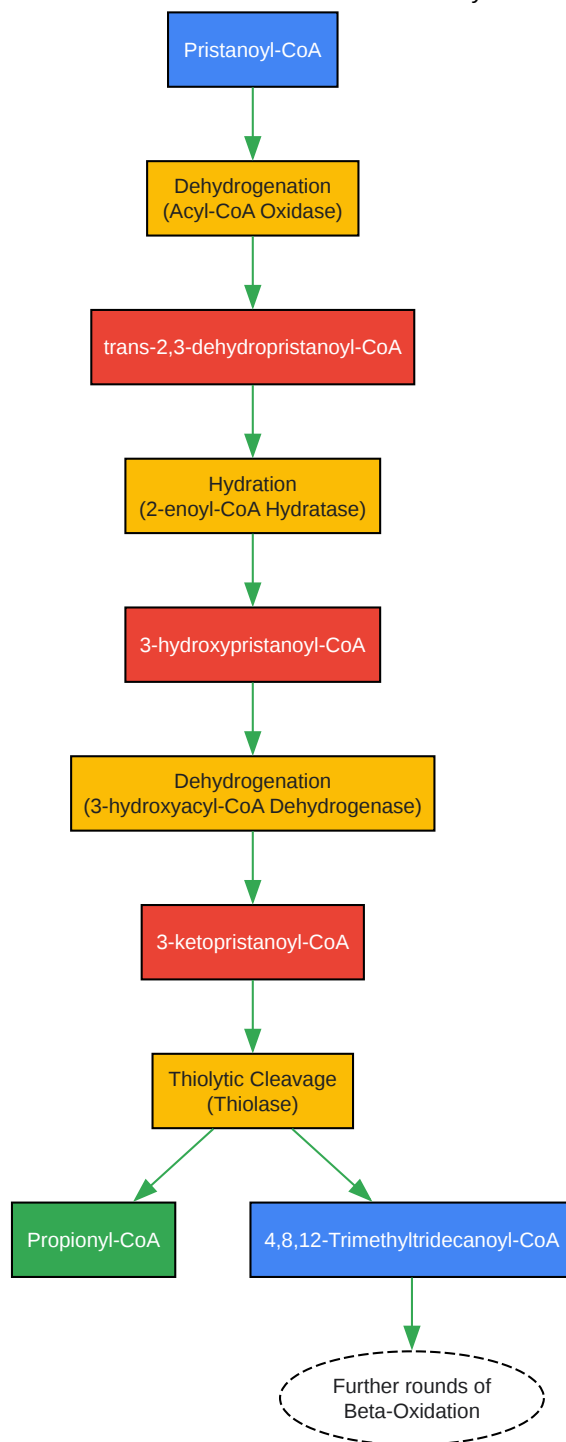 Pristanoyl-CoA
Dehydrogenation
(Acyl-CoA Oxidase)
trans-2,3-dehydropristanoyl-CoA
Hydration
(2-enoyl-CoA Hydratase)
3-hydroxypristanoyl-CoA
Dehydrogenation
(3-hydroxyacyl-CoA Dehydrogenase)
3-ketopristanoyl-CoA
Thiolytic Cleavage
(Thiolase)
Propionyl-CoA
4,8,12-Trimethyltridecanoyl-CoA
Further rounds of
Beta-Oxidation